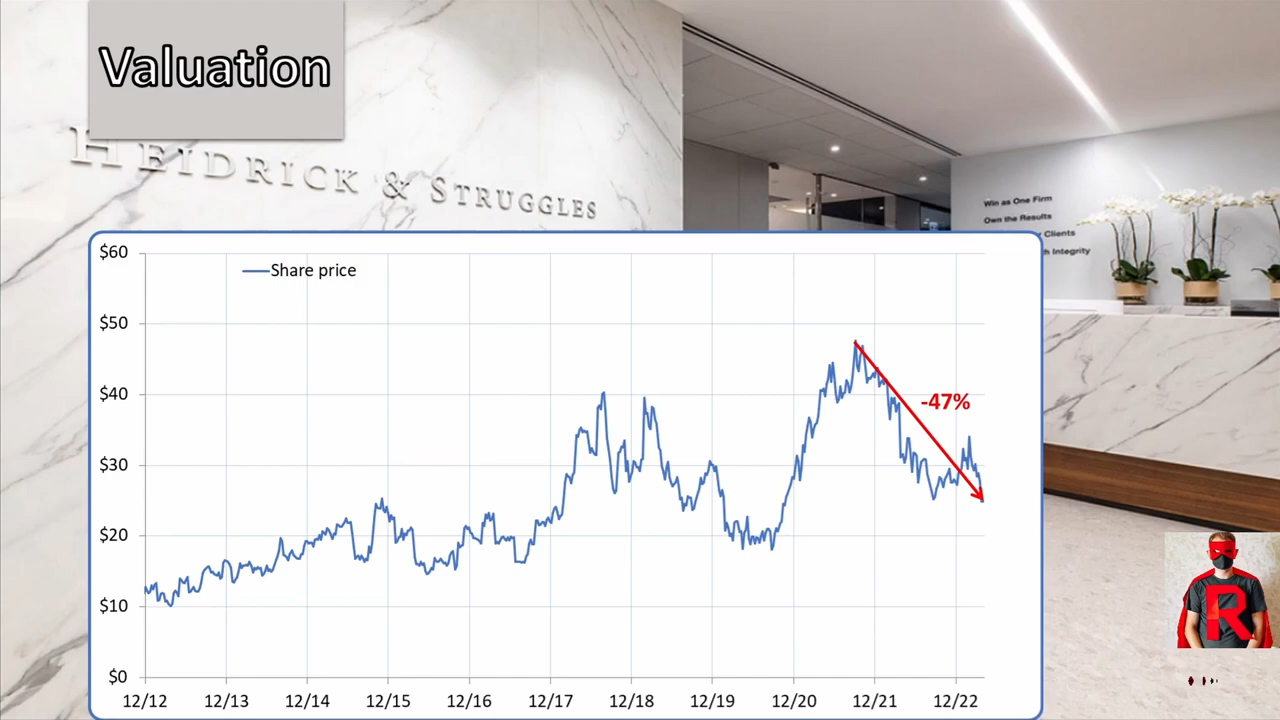 Valuation
HEIDRICK & STRUGGLES
Win as One Firm
Own the Results
Clients
Integrity
$60
Share price
$50
$40
-47%
$30
$20
$10
$0
12/12 12/13 12/14 12/15 12/16 12/17 12/18 12/19 12/20 12/21 12/22
R